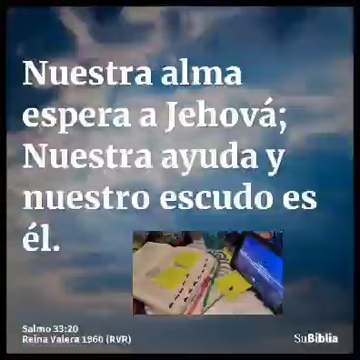 Nuestra alma
espera a Jehová;
Nuestra ayuda y
nuestro escudo es
él.
Salmo 33:20
Reina Valera 1960 (RVR)
SuBiblia